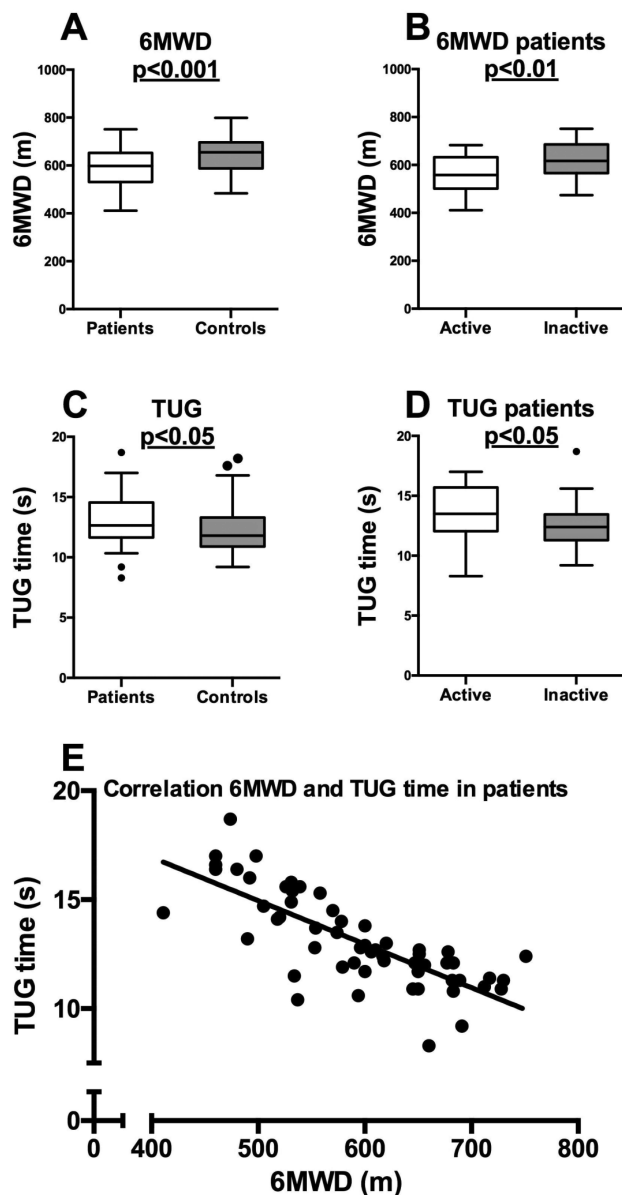 A
6MWD
p<0.001
6MWD (m)
1000
800
600
400
200
0
Patients
Controls
B
6MWD patients
p<0.01
6MWD (m)
1000
800
600
400
200
0
Active
Inactive
C
TUG
p<0.05
TUG time (s)
20
15
10
5
0
Patients
Controls
D
TUG patients
p<0.05
TUG time (s)
20
15
10
5
0
Active
Inactive
E
Correlation 6MWD and TUG time in patients
TUG time (s)
20
15
10
0
0
400
500
600
700
800
6MWD (m)